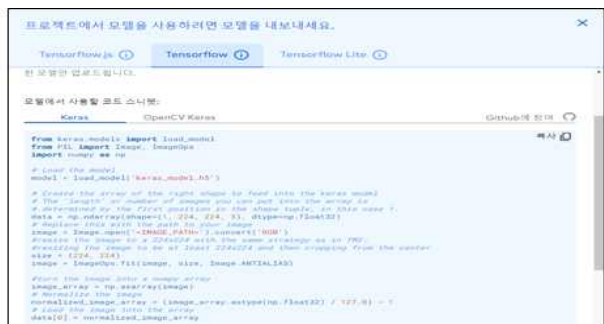 프로젝트에서 모델을 사용하려면 모델을 내보내세요.
Tensorflow.js
Tensorflow
Tensorflow Lite
한 모델만 업로드됩니다.
모델에서 사용할 코드 스니펫:
Keras
OpenCV Keras
Github에 참여
복사
from keras.models import load_model
from PIL import Image, ImageOps
import numpy as np
# Load the model
model = load_model('keras_model.h5')
# Create the array of the right shape to feed into the keras model
# The 'length' or number of images you can put into the array is
# determined by the first position in the shape tuple, in this case 1.
data = np.ndarray(shape=(1, 224, 224, 3), dtype=np.float32)
# Replace this with the path to your image
image = Image.open('<IMAGE_PATH>').convert('RGB')
#resize the image to a 224x224 with the same strategy as in TM2:
#resizing the image to be at least 224x224 and then cropping from the center
size = (224, 224)
image = ImageOps.fit(image, size, Image.ANTIALIAS)
#turn the image into a numpy array
image_array = np.asarray(image)
# Normalize the image
normalized_image_array = (image_array.astype(np.float32) / 127.0) - 1
# Load the image into the array
data[0] = normalized_image_array